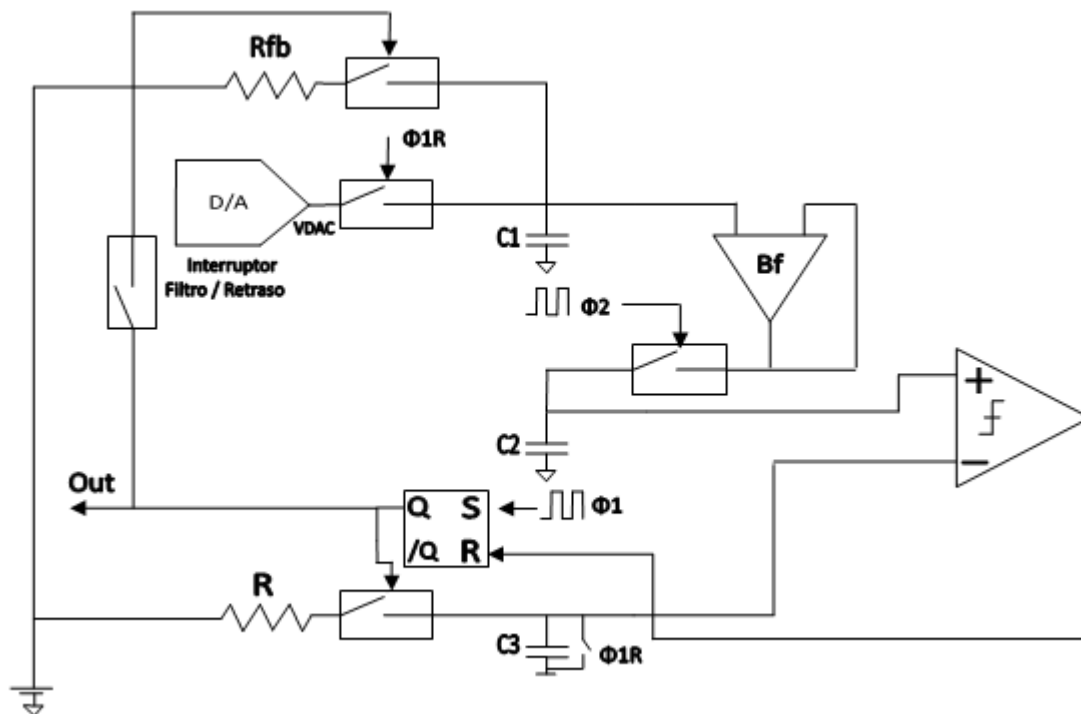 Rfb
Φ1R
D/A
VDAC
Interruptor
Filtro / Retraso
C1
Bf
Φ2
+
C2
−
Out
Q S
Φ1
/Q R
R
C3
Φ1R